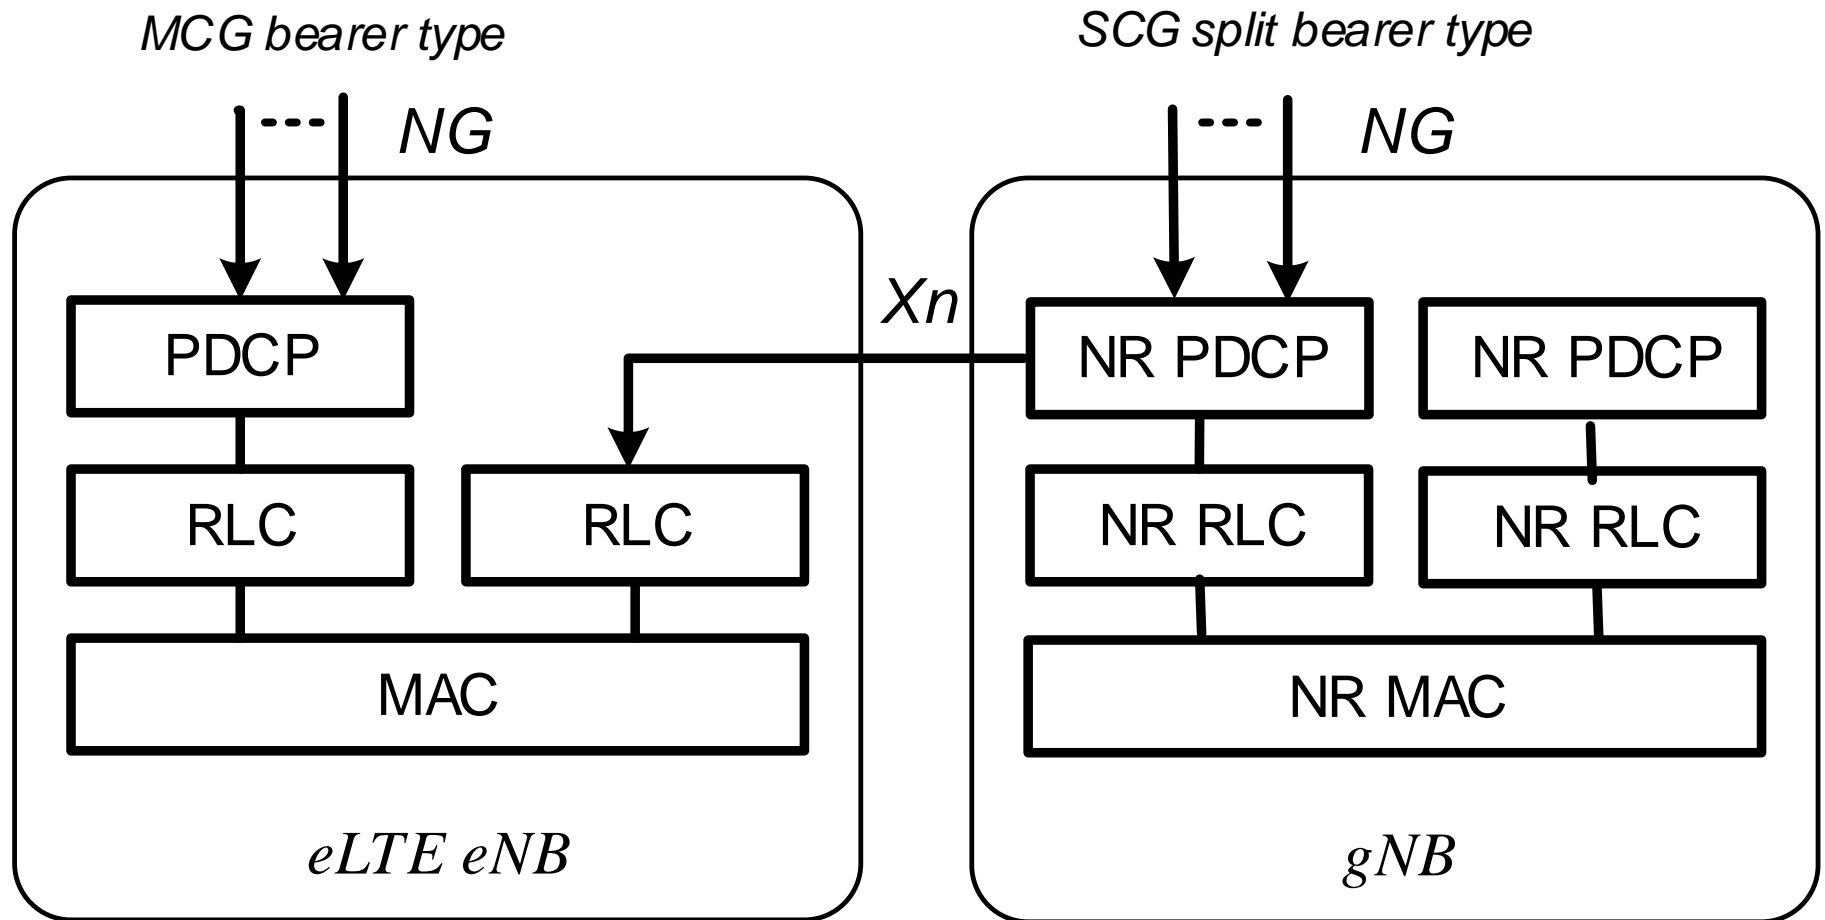 MCG bearer type
SCG split bearer type
NG
NG
Xn
PDCP
NR PDCP
NR PDCP
RLC
RLC
NR RLC
NR RLC
MAC
NR MAC
eLTE eNB
gNB